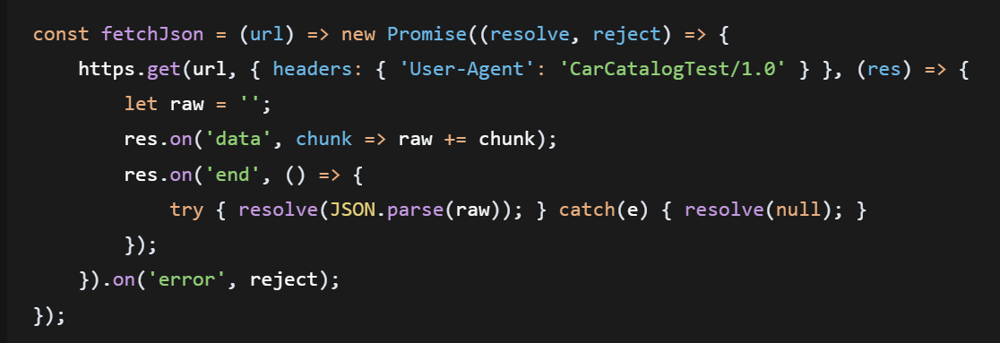 const fetchJson = (url) => new Promise((resolve, reject) => {
    https.get(url, { headers: { 'User-Agent': 'CarCatalogTest/1.0' } }, (res) => {
        let raw = '';
        res.on('data', chunk => raw += chunk);
        res.on('end', () => {
            try { resolve(JSON.parse(raw)); } catch(e) { resolve(null); }
        });
    }).on('error', reject);
});